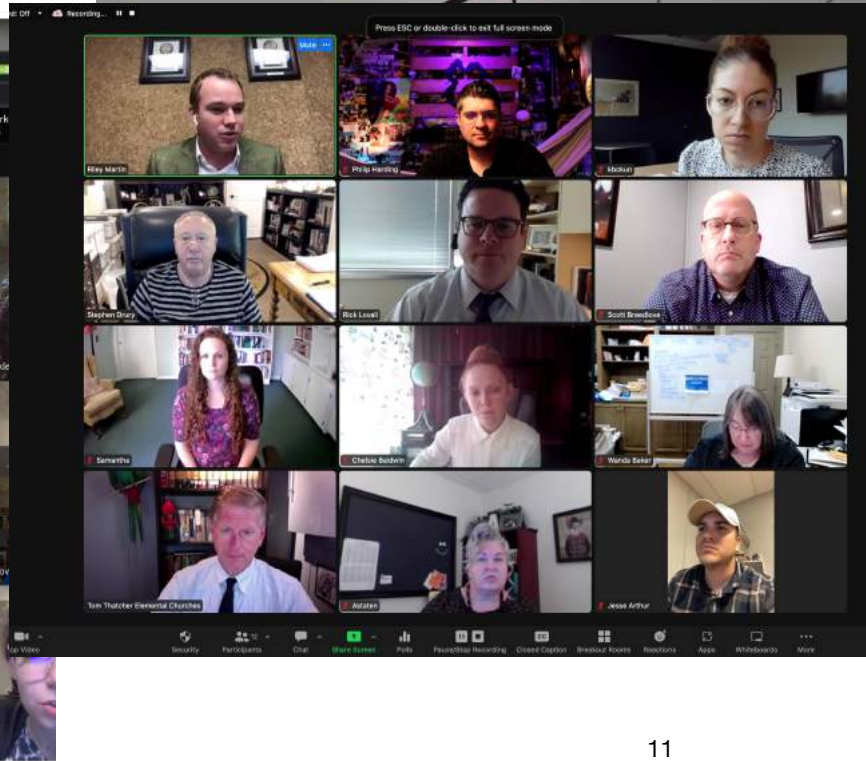 Recording...
Press ESC or double-click to exit full screen mode
Mute
Riley Martin
Philip Harding
kbokun
Stephen Drury
Rick Lovall
Scott Breedlove
Samantha
Chelsie Baldwin
Wanda Baker
Tom Thatcher Elemental Churches
Astaten
Jesse Arthur
Security
Participants
12
Chat
Share Screen
Polls
Pause/Stop Recording
Closed Caption
Breakout Rooms
Reactions
Apps
Whiteboards
More
11